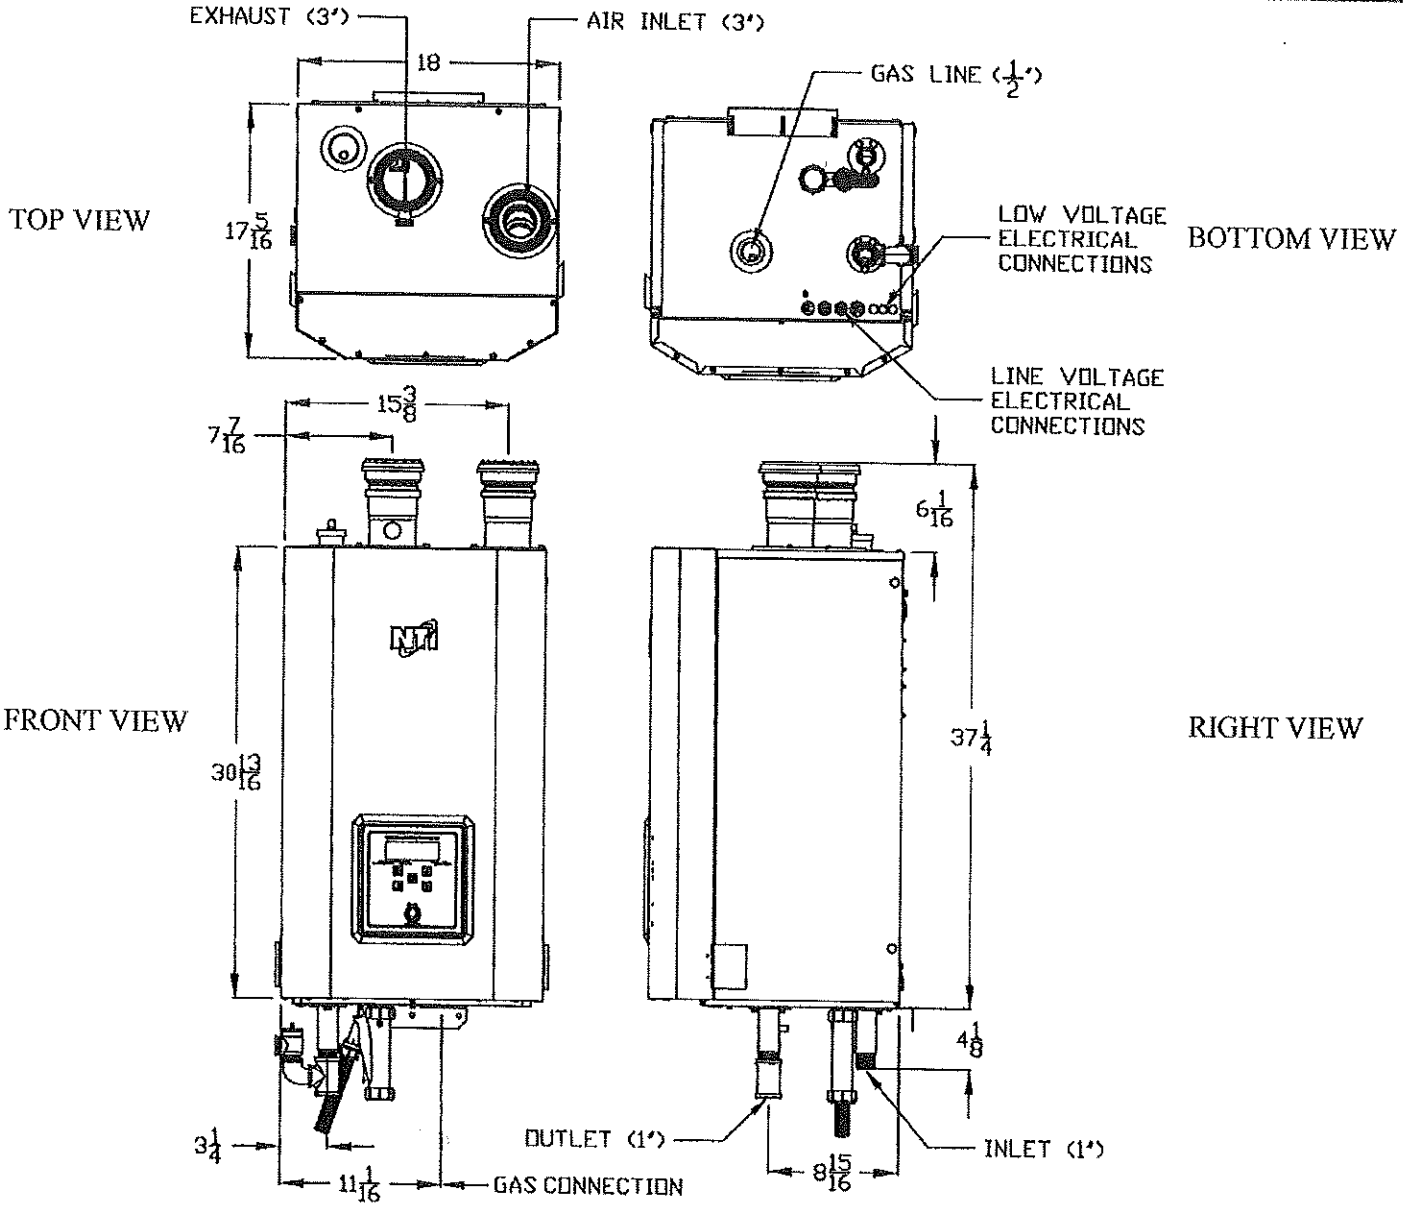 EXHAUST (3")
AIR INLET (3")
18
GAS LINE (1/2")
TOP VIEW
17 5/16
LOW VOLTAGE
ELECTRICAL
CONNECTIONS
BOTTOM VIEW
LINE VOLTAGE
ELECTRICAL
CONNECTIONS
15 3/8
7 7/16
6 1/16
NTI
FRONT VIEW
30 13/16
37 1/4
RIGHT VIEW
4 1/8
3 1/4
OUTLET (1")
INLET (1")
11 1/16
GAS CONNECTION
8 15/16